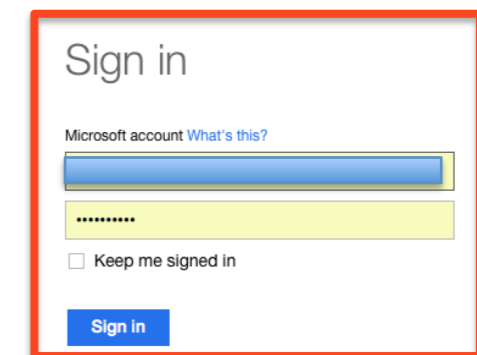 Sign in
Microsoft account What's this?
••••••••••
Keep me signed in
Sign in